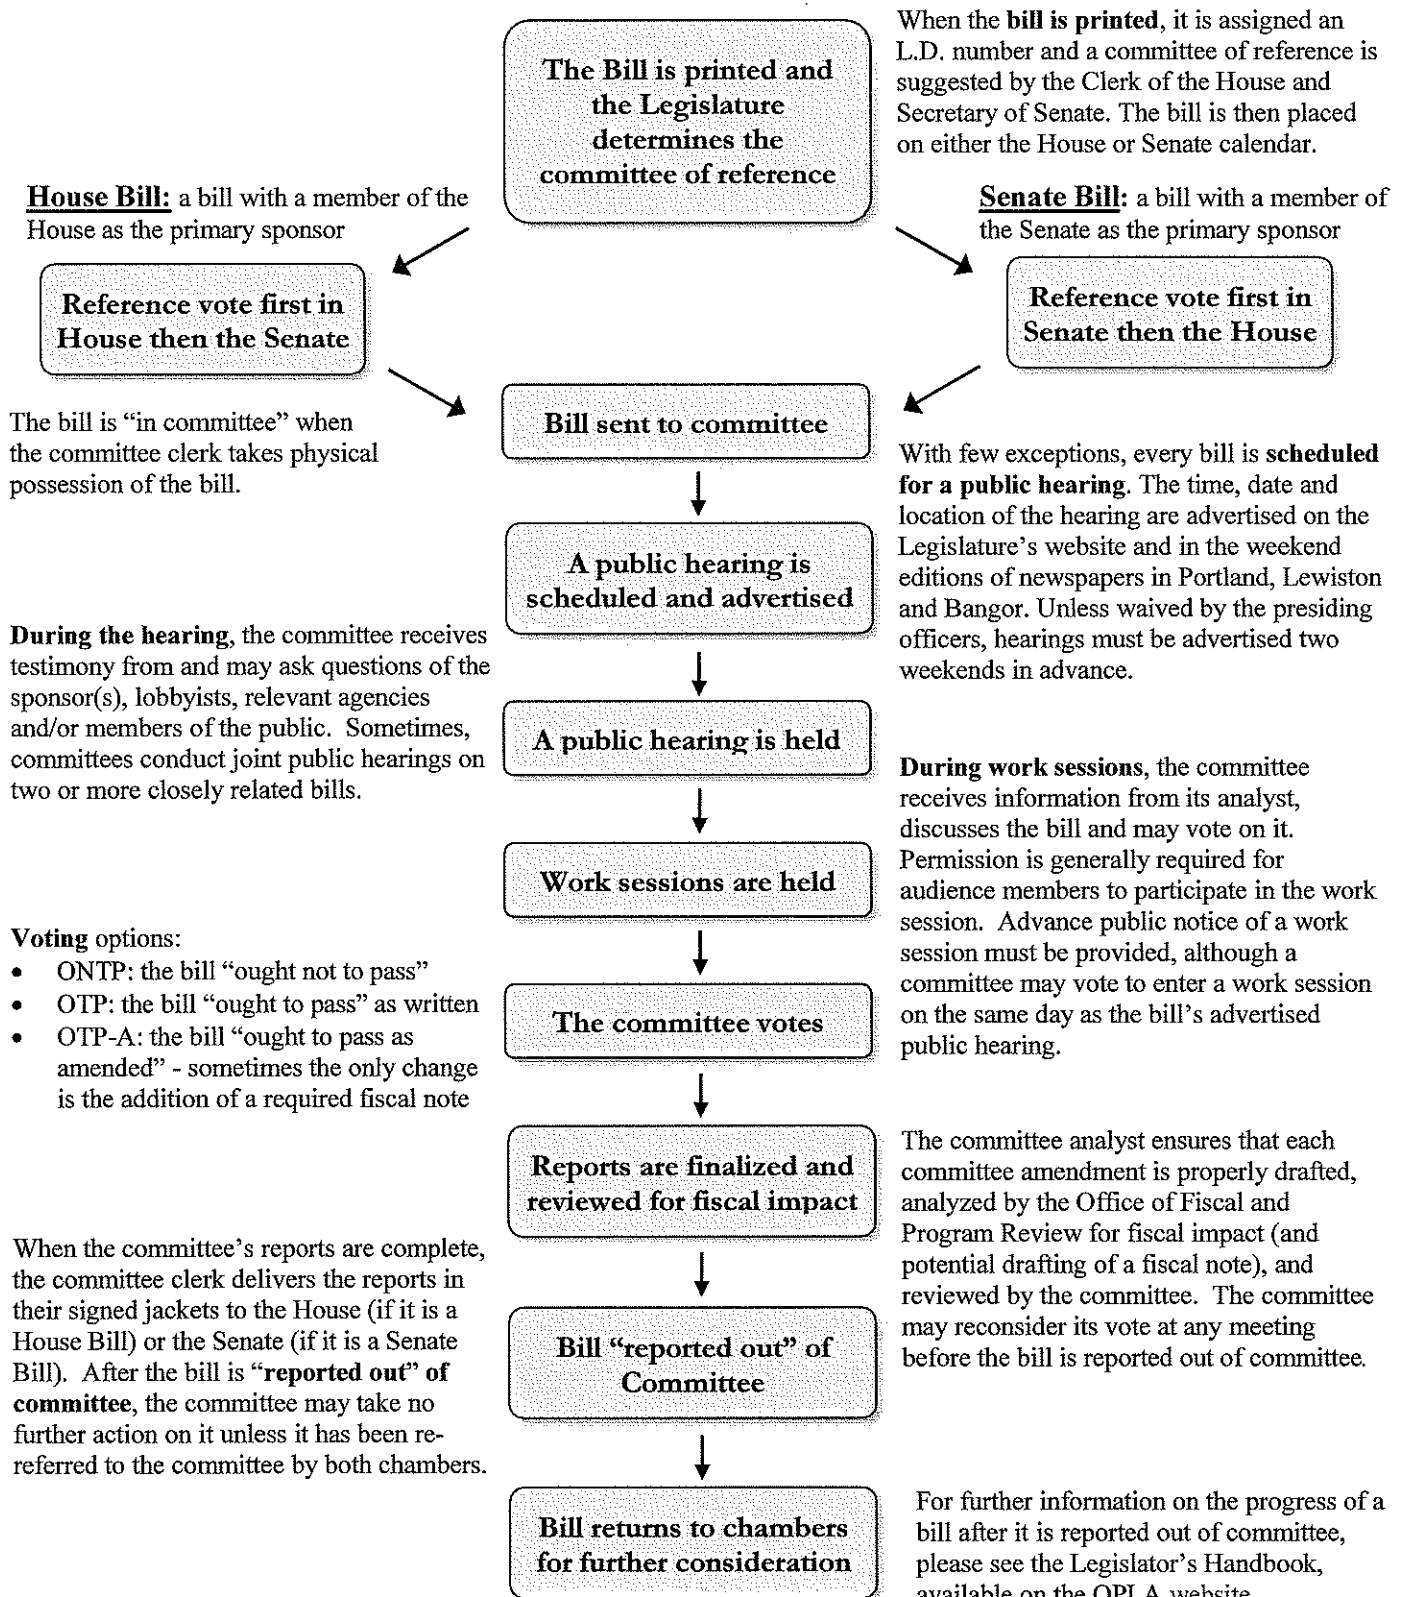 The Bill is printed and
the Legislature
determines the
committee of reference
When the bill is printed, it is assigned an
L.D. number and a committee of reference is
suggested by the Clerk of the House and
Secretary of Senate. The bill is then placed
on either the House or Senate calendar.
House Bill: a bill with a member of the
House as the primary sponsor
Senate Bill: a bill with a member of
the Senate as the primary sponsor
Reference vote first in
House then the Senate
Reference vote first in
Senate then the House
Bill sent to committee
The bill is “in committee” when
the committee clerk takes physical
possession of the bill.
With few exceptions, every bill is scheduled
for a public hearing. The time, date and
location of the hearing are advertised on the
Legislature’s website and in the weekend
editions of newspapers in Portland, Lewiston
and Bangor. Unless waived by the presiding
officers, hearings must be advertised two
weekends in advance.
A public hearing is
scheduled and advertised
During the hearing, the committee receives
testimony from and may ask questions of the
sponsor(s), lobbyists, relevant agencies
and/or members of the public. Sometimes,
committees conduct joint public hearings on
two or more closely related bills.
A public hearing is held
During work sessions, the committee
receives information from its analyst,
discusses the bill and may vote on it.
Permission is generally required for
audience members to participate in the work
session. Advance public notice of a work
session must be provided, although a
committee may vote to enter a work session
on the same day as the bill’s advertised
public hearing.
Work sessions are held
Voting options:
• ONTP: the bill “ought not to pass”
• OTP: the bill “ought to pass” as written
• OTP-A: the bill “ought to pass as
amended” - sometimes the only change
is the addition of a required fiscal note
The committee votes
Reports are finalized and
reviewed for fiscal impact
The committee analyst ensures that each
committee amendment is properly drafted,
analyzed by the Office of Fiscal and
Program Review for fiscal impact (and
potential drafting of a fiscal note), and
reviewed by the committee. The committee
may reconsider its vote at any meeting
before the bill is reported out of committee.
When the committee’s reports are complete,
the committee clerk delivers the reports in
their signed jackets to the House (if it is a
House Bill) or the Senate (if it is a Senate
Bill). After the bill is “reported out” of
committee, the committee may take no
further action on it unless it has been re-
referred to the committee by both chambers.
Bill “reported out” of
Committee
Bill returns to chambers
for further consideration
For further information on the progress of a
bill after it is reported out of committee,
please see the Legislator’s Handbook,
available on the OPLA website